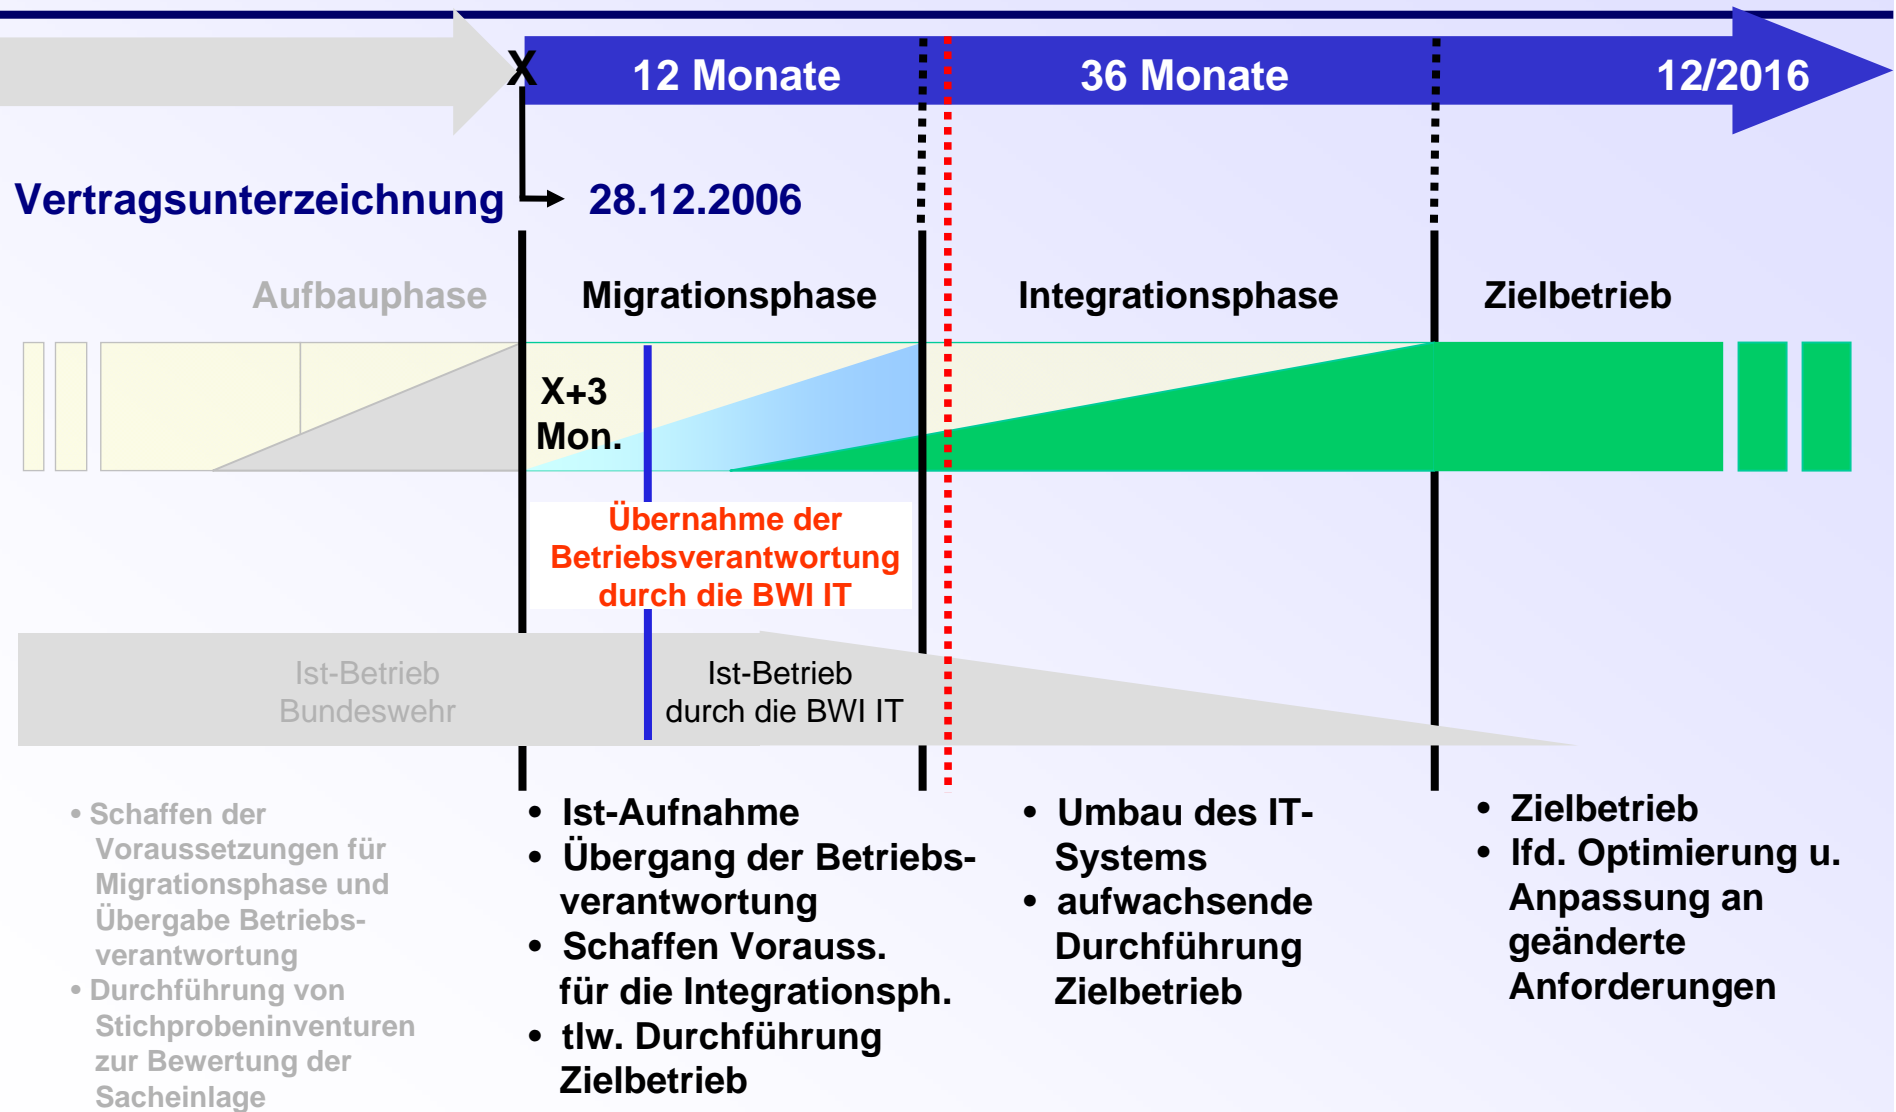 X
12 Monate
36 Monate
12/2016
Vertragsunterzeichnung
28.12.2006
Aufbauphase
Migrationsphase
Integrationsphase
Zielbetrieb
X+3
Mon.
Übernahme der
Betriebsverantwortung
durch die BWI IT
Ist-Betrieb
Bundeswehr
Ist-Betrieb
durch die BWI IT
• Schaffen der
Voraussetzungen für
Migrationsphase und
Übergabe Betriebs-
verantwortung
• Durchführung von
Stichprobeninventuren
zur Bewertung der
Sacheinlage
• Ist-Aufnahme
• Übergang der Betriebs-
verantwortung
• Schaffen Vorauss.
für die Integrationsph.
• tlw. Durchführung
Zielbetrieb
• Umbau des IT-
Systems
• aufwachsende
Durchführung
Zielbetrieb
• Zielbetrieb
• lfd. Optimierung u.
Anpassung an
geänderte
Anforderungen